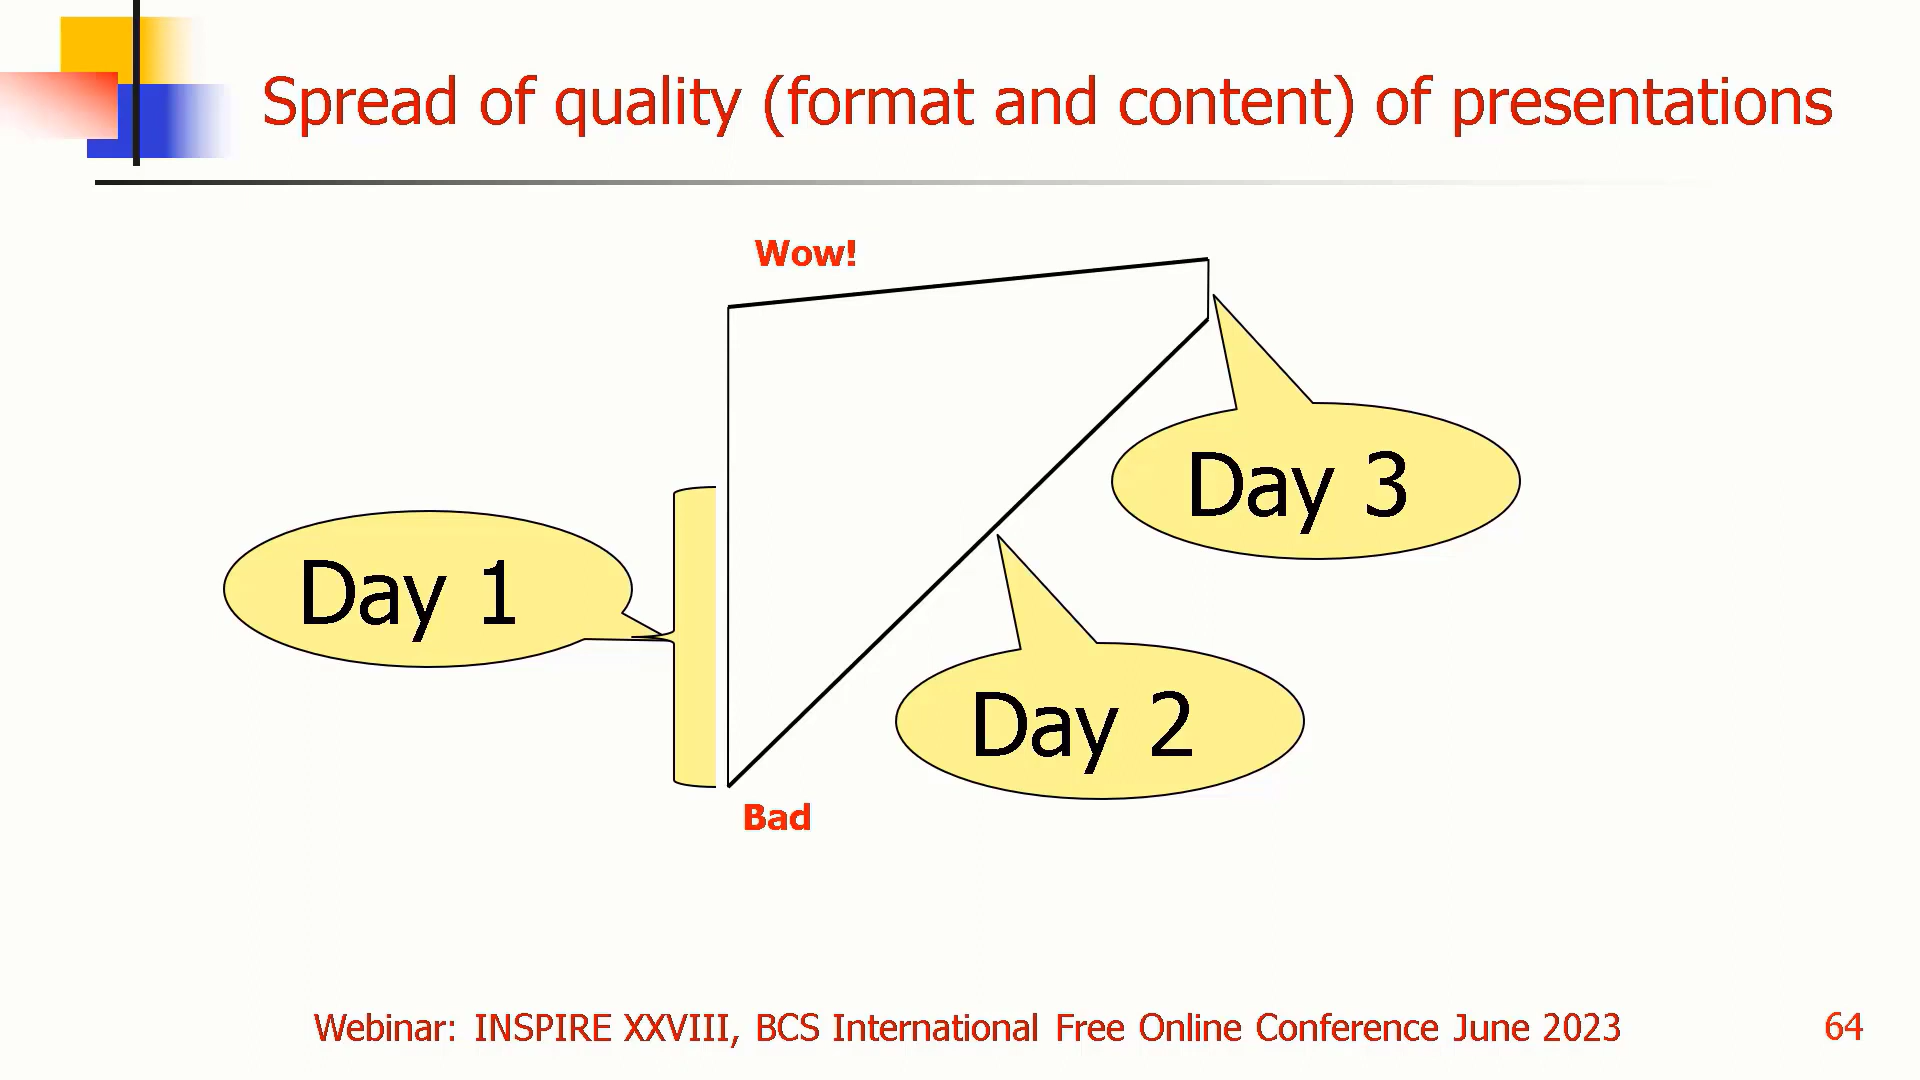 Spread of quality (format and content) of presentations
Wow!
Day 3
Day 1
Day 2
Bad
Webinar: INSPIRE XXVIII, BCS International Free Online Conference June 2023
64